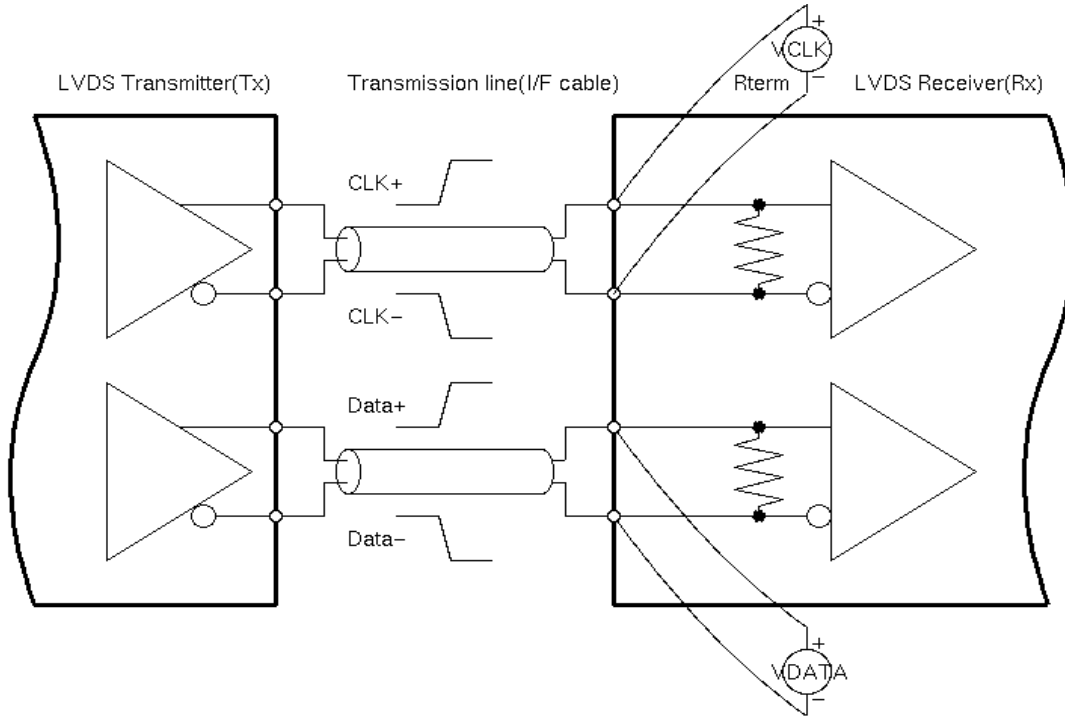 +
VCLK
−
LVDS Transmitter(Tx)
Transmission line(I/F cable)
Rterm
LVDS Receiver(Rx)
CLK+
CLK−
Data+
Data−
+
VDATA
−